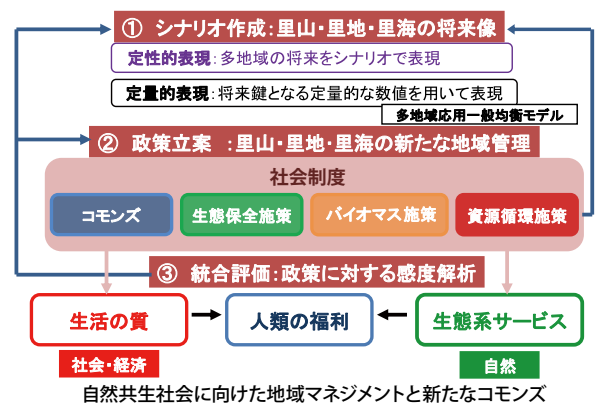 ① シナリオ作成：里山・里地・里海の将来像
定性的表現：多地域の将来をシナリオで表現
定量的表現：将来鍵となる定量的な数値を用いて表現
多地域応用一般均衡モデル
② 政策立案 ：里山・里地・里海の新たな地域管理
社会制度
コモンズ
生態保全施策
バイオマス施策
資源循環施策
③ 統合評価：政策に対する感度解析
生活の質
人類の福利
生態系サービス
社会・経済
自然
自然共生社会に向けた地域マネジメントと新たなコモンズ